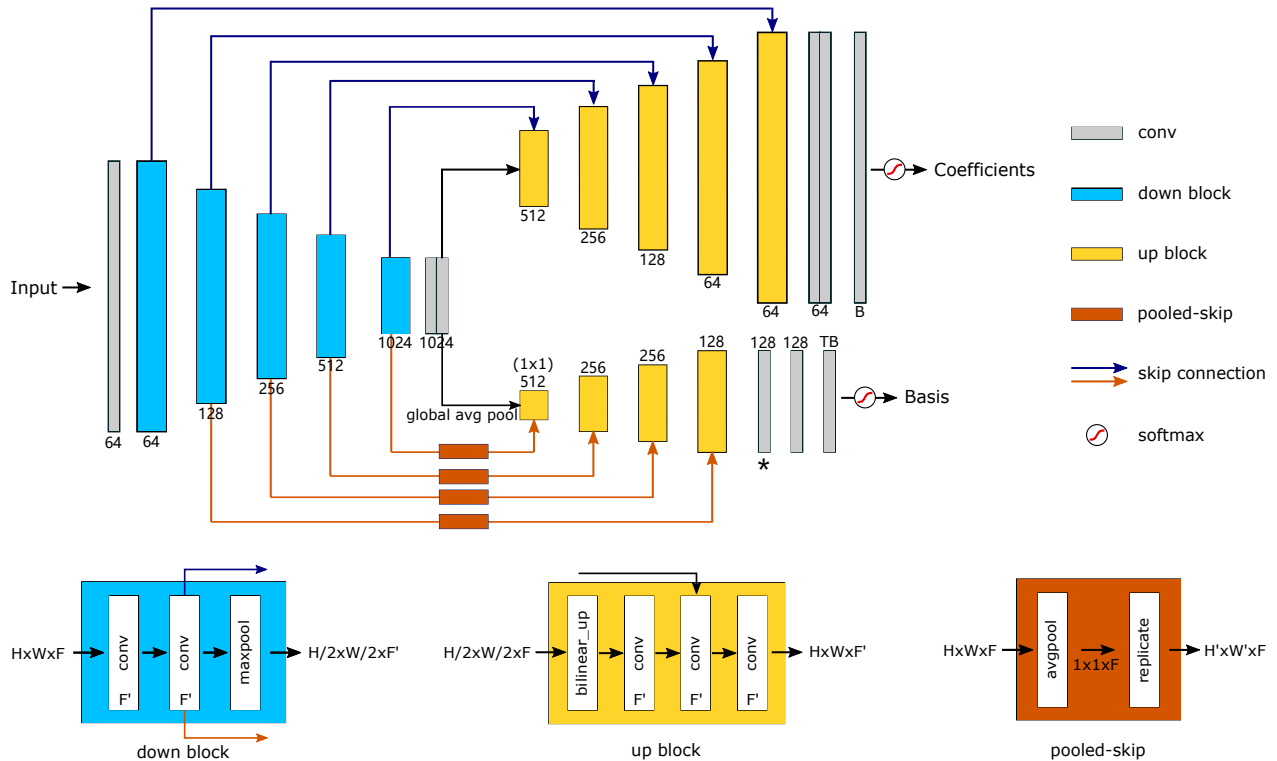 Input
64
64
128
256
512
1024
1024
512
256
128
64
64
64 64
B
Coefficients
(1x1)
512
global avg pool
256
256
128
128
128
TB
*
Basis
conv
down block
up block
pooled-skip
skip connection
softmax
HxWxF
conv
F'
conv
F'
maxpool
H/2xW/2xF'
down block
H/2xW/2xF
bilinear_up
conv
F'
conv
F'
conv
F'
HxWxF'
up block
HxWxF
avgpool
1x1xF
replicate
H'xW'xF
pooled-skip